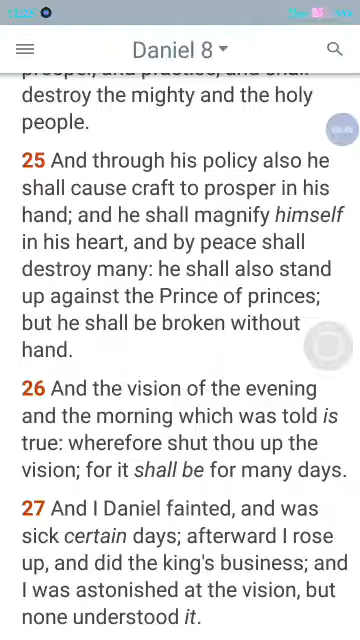 Daniel 8
prosper, and practise, and shall
destroy the mighty and the holy
people.
25 And through his policy also he
shall cause craft to prosper in his
hand; and he shall magnify himself
in his heart, and by peace shall
destroy many: he shall also stand
up against the Prince of princes;
but he shall be broken without
hand.
26 And the vision of the evening
and the morning which was told is
true: wherefore shut thou up the
vision; for it shall be for many days.
27 And I Daniel fainted, and was
sick certain days; afterward I rose
up, and did the king's business; and
I was astonished at the vision, but
none understood it.